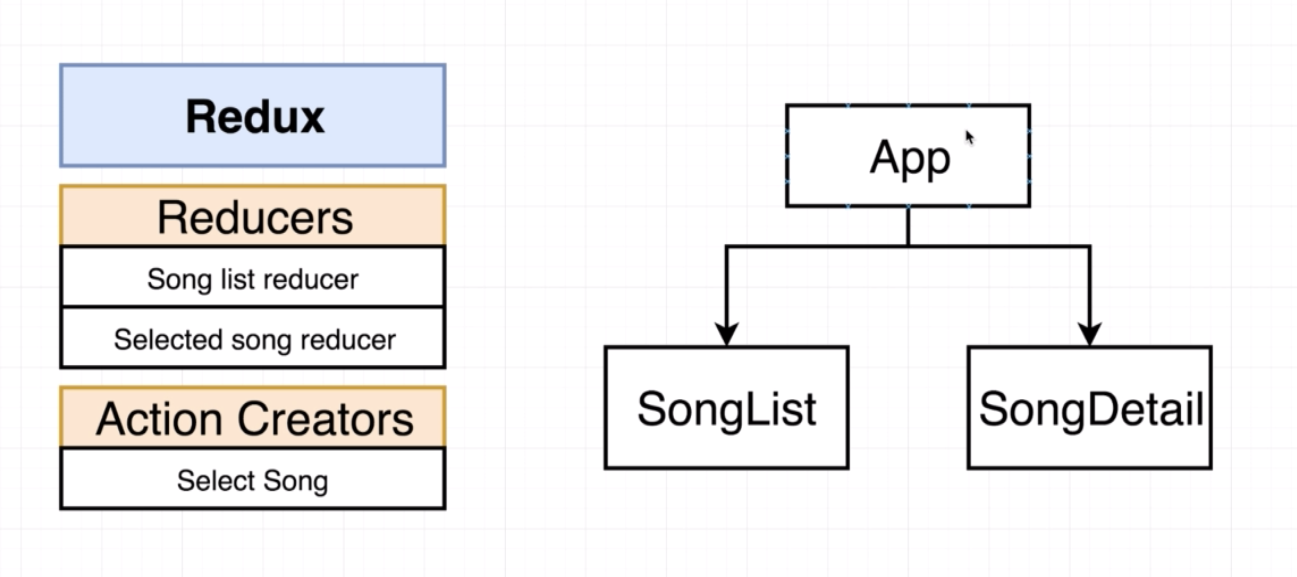 Redux
Reducers
Song list reducer
Selected song reducer
Action Creators
Select Song
App
SongList
SongDetail